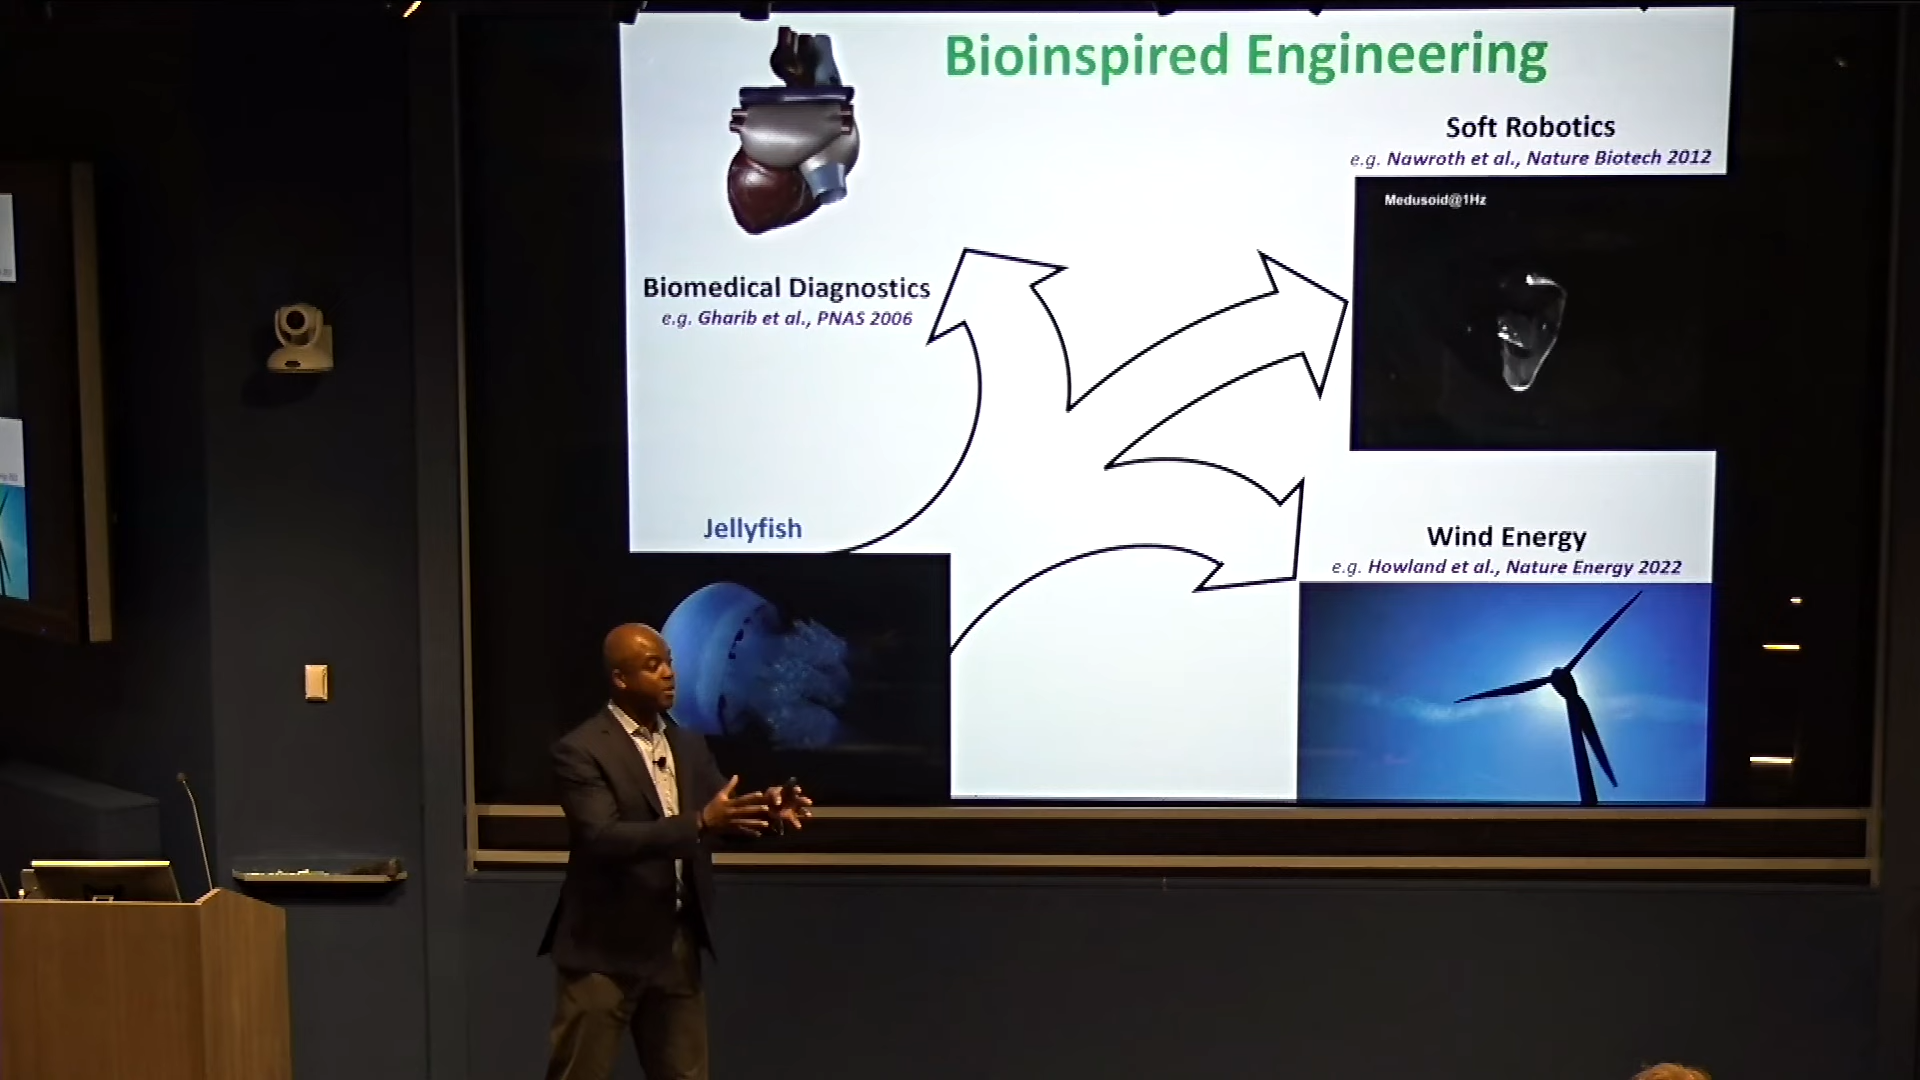 Bioinspired Engineering
Soft Robotics
e.g. Nawroth et al., Nature Biotech 2012
Medusoid@1Hz
Biomedical Diagnostics
e.g. Gharib et al., PNAS 2006
Jellyfish
Wind Energy
e.g. Howland et al., Nature Energy 2022